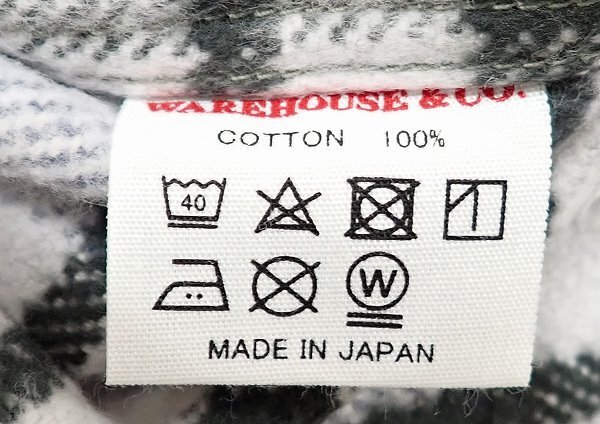 WAREHOUSE & CO.
COTTON 100%
40
W
MADE IN JAPAN